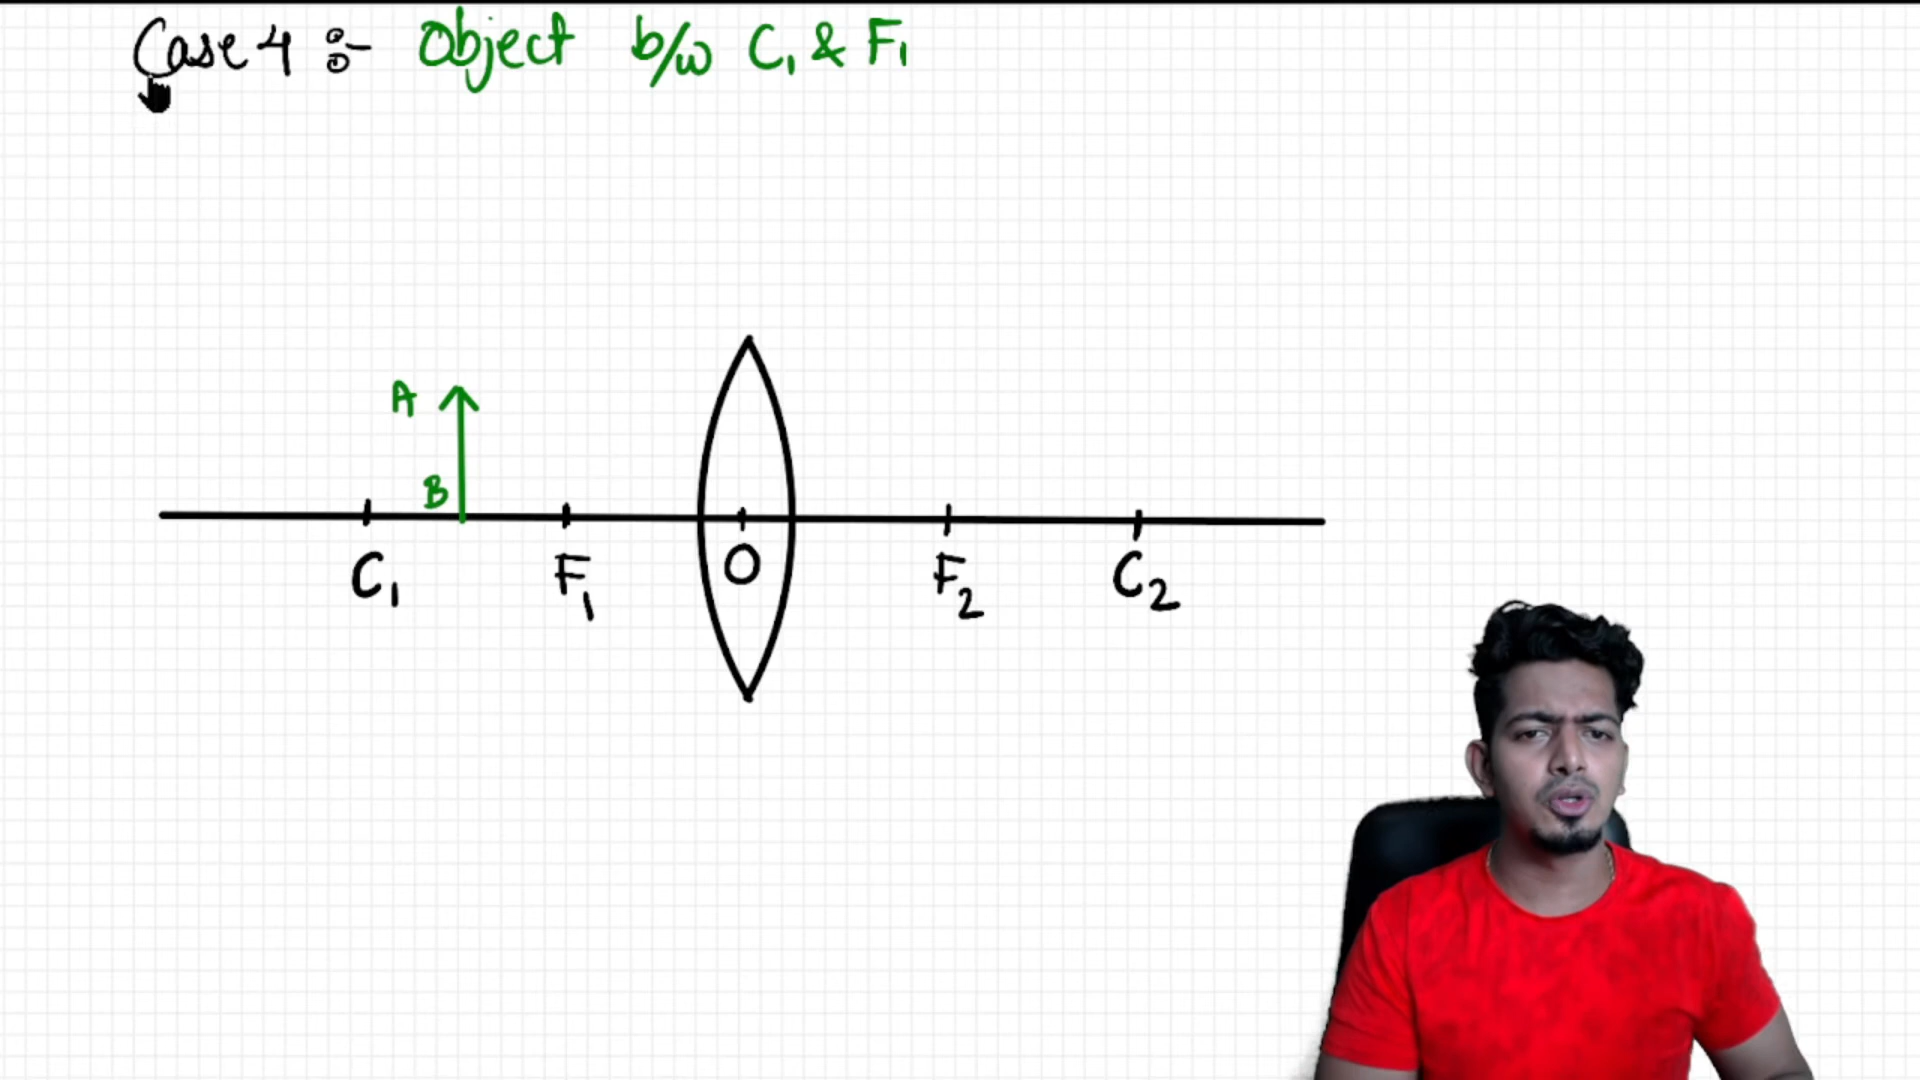 Case 4 :- Object b/w C₁ & F₁
A
B
C₁ F₁ O F₂ C₂